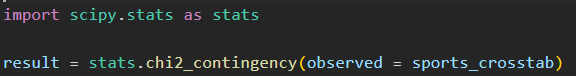 import scipy.stats as stats
result = stats.chi2_contingency(observed = sports_crosstab)